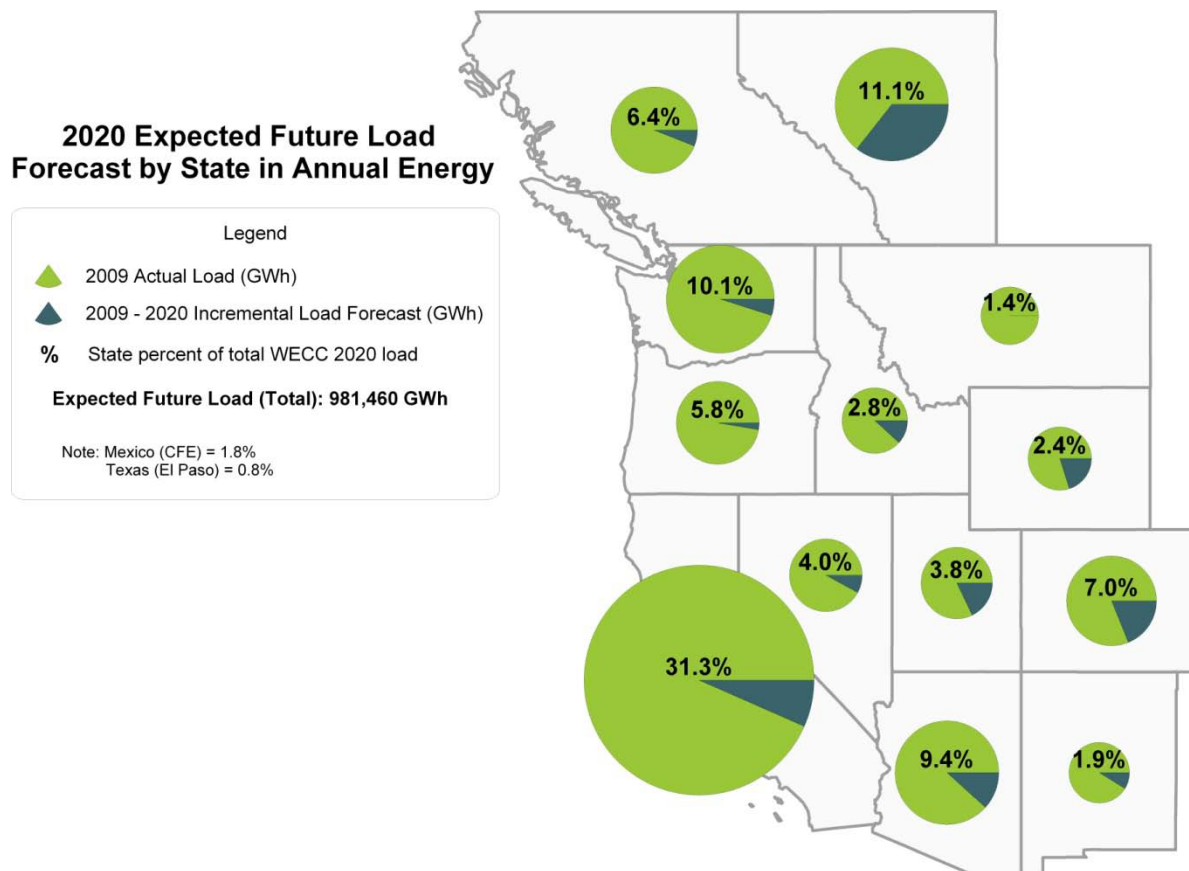 2020 Expected Future Load
Forecast by State in Annual Energy
Legend
2009 Actual Load (GWh)
2009 - 2020 Incremental Load Forecast (GWh)
% State percent of total WECC 2020 load
Expected Future Load (Total): 981,460 GWh
Note: Mexico (CFE) = 1.8%
Texas (El Paso) = 0.8%
6.4%
11.1%
10.1%
1.4%
5.8%
2.8%
2.4%
4.0%
3.8%
7.0%
31.3%
9.4%
1.9%